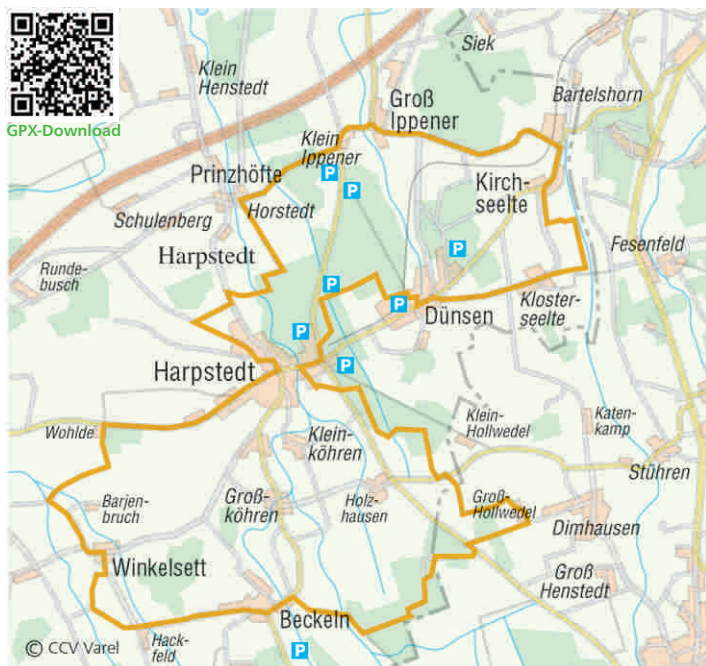 GPX-Download
Siek
Klein
Henstedt
Groß
Ippener
Bartelshorn
Klein
Ippener
Prinzhöfte
P
P
Kirch-
seelte
Horstedt
Schulenberg
Harpstedt
P
Fesenfeld
Runde-
busch
P
P
Kloster-
seelte
Dünsen
P
Harpstedt
P
Wohlde
Klein-
köhren
Klein-
Hollwedel
Katen-
kamp
Stühren
Barjen-
bruch
Groß-
köhren
Holz-
hausen
Groß-
Hollwedel
Dimhausen
Winkelsett
Groß
Henstedt
Beckeln
© CCV Varel
Hack-
feld
P